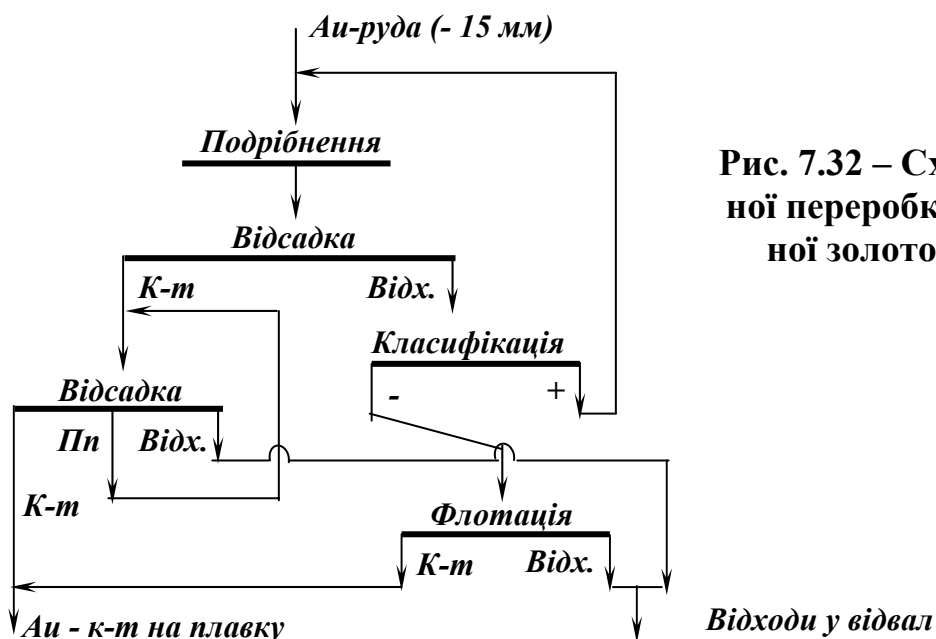 Au-руда (- 15 мм)
Подрібнення
Рис. 7.32 – Сх
ної переробк
ної золото
Відсадка
К-т Відх.
Класифікація
- +
Відсадка
Пп Відх.
К-т
Флотація
К-т Відх.
Au - к-т на плавку
Відходи у відвал